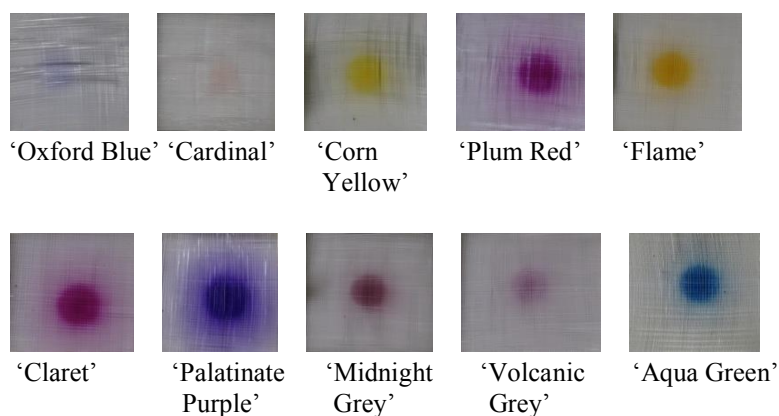 ‘Oxford Blue’ ‘Cardinal’ ‘Corn Yellow’ ‘Plum Red’ ‘Flame’
‘Claret’ ‘Palatinate Purple’ ‘Midnight Grey’ ‘Volcanic Grey’ ‘Aqua Green’